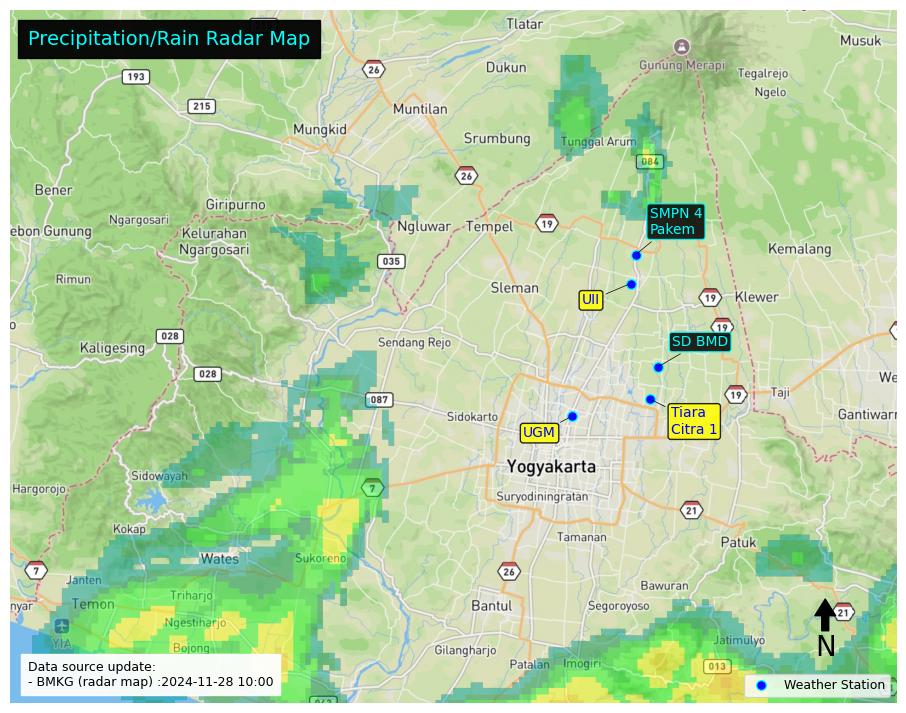 Precipitation/Rain Radar Map
Tlatar
Musuk
26
Dukun
Gunung Merapi
Tegalrejo
193
Ngelo
215
Muntilan
Mungkid
Srumbung
Tunggal Arum
084
26
Bener
Giripurno
SMPN 4
Pakem
Ngargosari
19
ebon Gunung
Kelurahan
Ngargosari
Ngluwar
Tempel
Kemalang
035
Rimun
Sleman
UII
19
Klewer
19
028
SD BMD
Kaligesing
Sendang Rejo
028
We
Taji
087
19
Tiara
Citra 1
Sidokarto
Gantiwarn
UGM
Yogyakarta
Sidowayah
Hargorojo
7
Suryodiningratan
21
Kokap
Tamanan
Patuk
Wates
Sukoreno
7
26
Janten
Bawuran
Triharjo
nyar
Temon
Bantul
Segoroyoso
21
Ngestiharjo
YIA
N
Bojong
Jatimulyo
Gilangharjo
Patalan
Imogiri
013
Data source update:
- BMKG (radar map) :2024-11-28 10:00
Weather Station